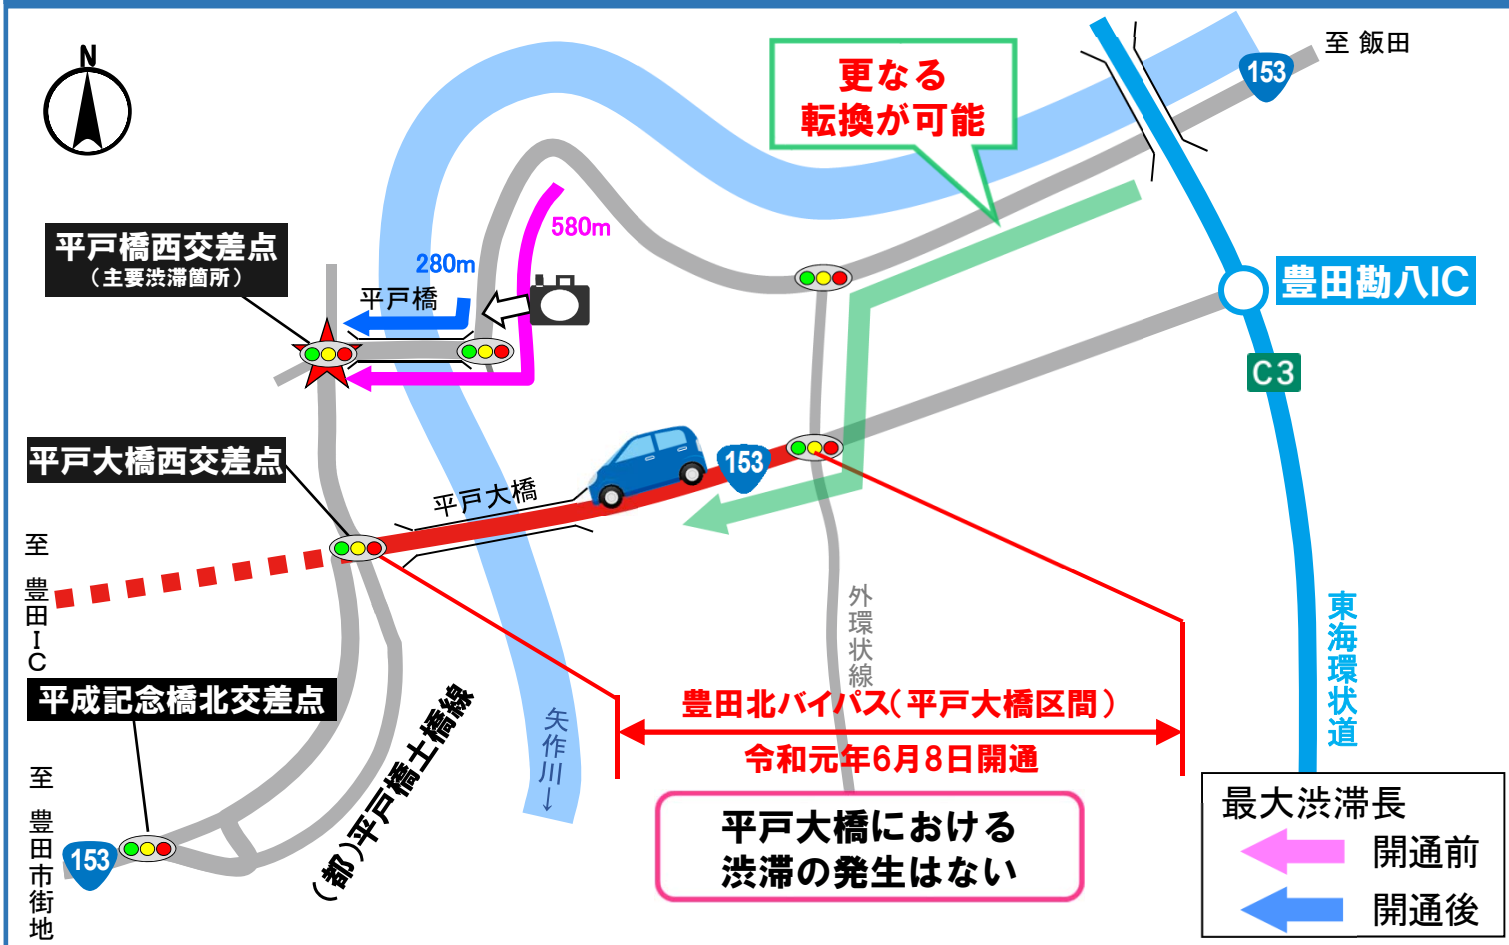 N
至 飯田
153
更なる
転換が可能
580m
280m
平戸橋西交差点
（主要渋滞箇所）
平戸橋
豊田勘八IC
C3
平戸大橋西交差点
153
平戸大橋
至 豊田IC
外環状線
東海環状道
平成記念橋北交差点
(都)平戸橋土橋線
矢作川→
豊田北バイパス(平戸大橋区間)
令和元年6月8日開通
至 豊田市街地
153
平戸大橋における
渋滞の発生はない
最大渋滞長
開通前
開通後